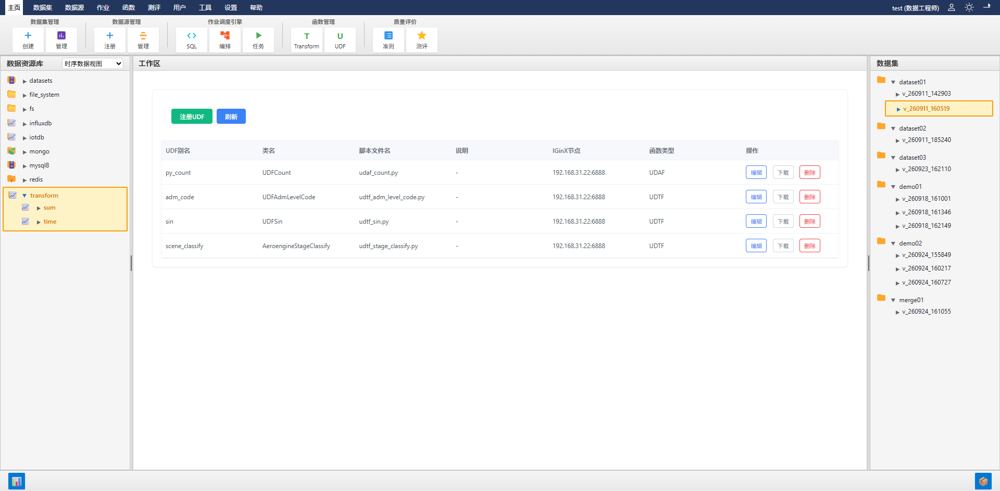 主页 数据集 数据源 作业 函数 测评 用户 工具 设置 帮助 test (数据工程师)
数据集管理 数据源管理 作业调度引擎 函数管理 质量评价
创建 管理 注册 管理 SQL 编排 任务 T Transform U UDF 准则 测评
数据资源库 时序数据视图
datasets
file_system
fs
influxdb
iotdb
mongo
mysql8
redis
transform
sum
time
工作区
注册UDF 刷新
UDF别名 类名 脚本文件名 说明 IGinX节点 函数类型 操作
py_count UDFCount udaf_count.py - 192.168.31.22:6888 UDAF 编辑 下载 删除
adm_code UDFAdmLevelCode udtf_adm_level_code.py - 192.168.31.22:6888 UDTF 编辑 下载 删除
sin UDFSin udtf_sin.py - 192.168.31.22:6888 UDTF 编辑 下载 删除
scene_classify AeroengineStageClassify udtf_stage_classify.py - 192.168.31.22:6888 UDTF 编辑 下载 删除
数据集
dataset01
v_260911_142903
v_260911_160519
dataset02
v_260911_185240
dataset03
v_260923_162110
demo01
v_260918_161001
v_260918_161346
v_260918_162149
demo02
v_260924_155849
v_260924_160217
v_260924_160727
merge01
v_260924_161055